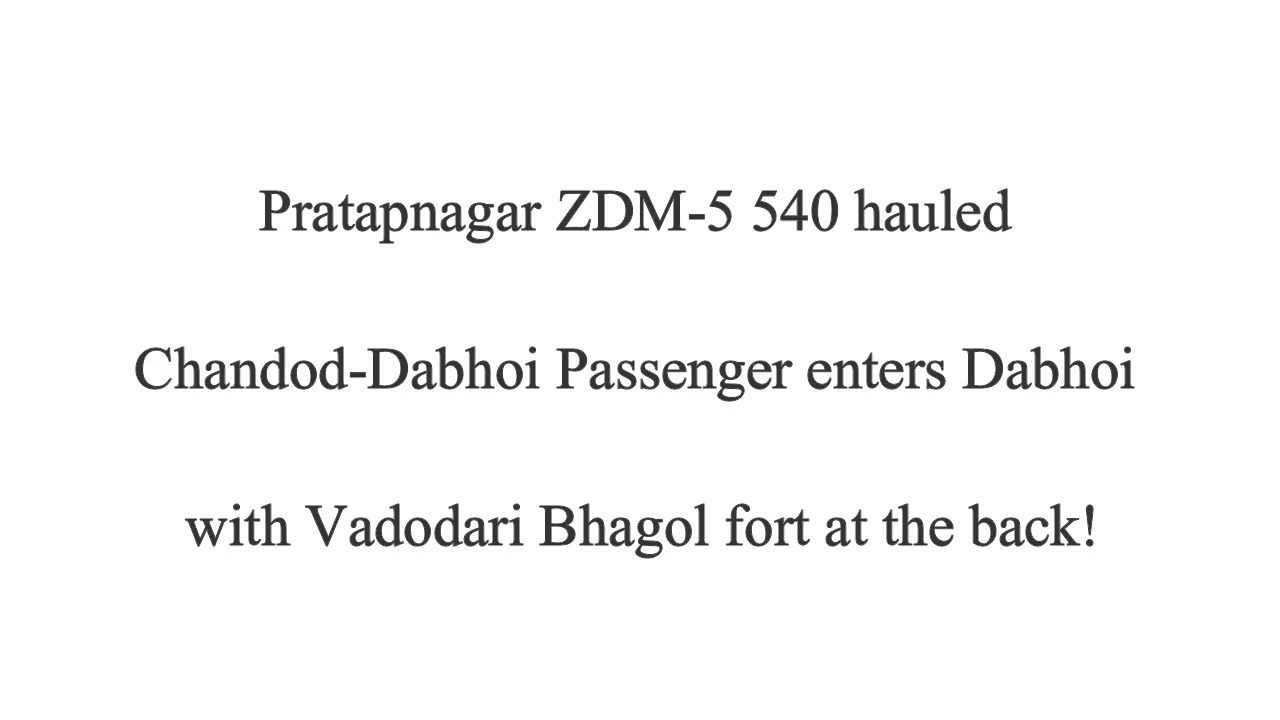 Pratapnagar ZDM-5 540 hauled
Chandod-Dabhoi Passenger enters Dabhoi
with Vadodari Bhagol fort at the back!